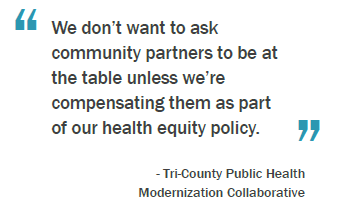 “
We don’t want to ask
community partners to be at
the table unless we’re
compensating them as part
of our health equity policy.
”
- Tri-County Public Health
Modernization Collaborative